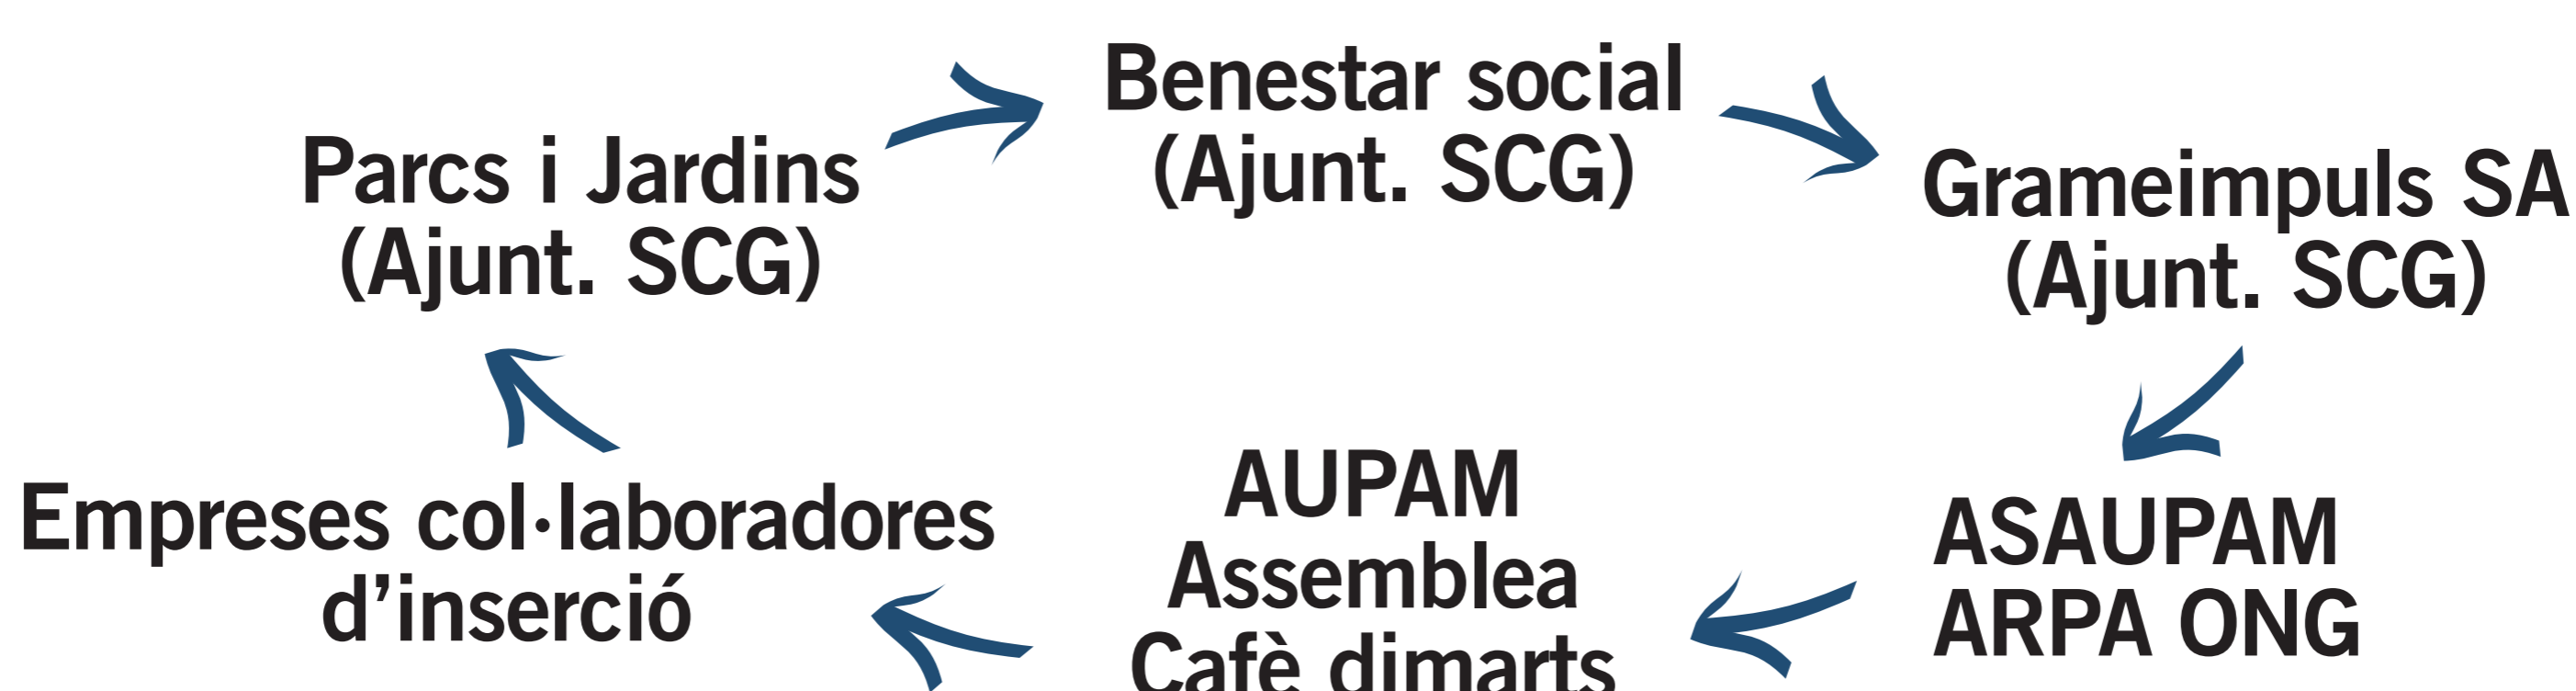 Benestar social
(Ajunt. SCG)
Parcs i Jardins
(Ajunt. SCG)
Grameimpuls SA
(Ajunt. SCG)
Empreses col·laboradores
d’inserció
AUPAM
Assemblea
Cafè dimarts
ASAUPAM
ARPA ONG